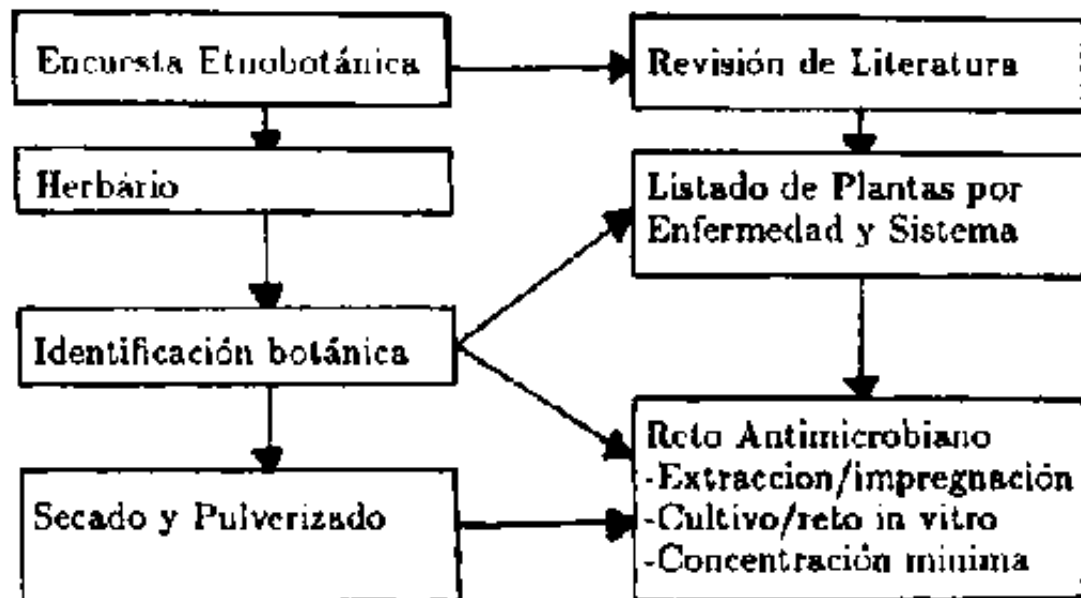 Encuesta Etnobotánica
Revisión de Literatura
Herbário
Listado de Plantas por
Enfermedad y Sistema
Identificación botánica
Reto Antimicrobiano
-Extraccion/impregnación
-Cultivo/reto in vitro
-Concentración minima
Secado y Pulverizado